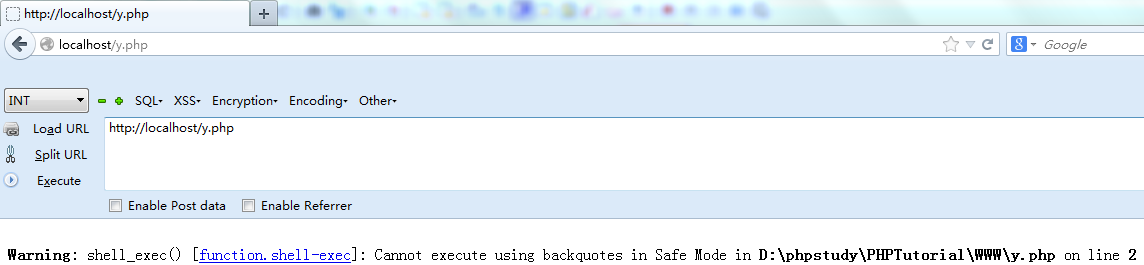 http://localhost/y.php
localhost/y.php
Google
INT
SQL
XSS
Encryption
Encoding
Other
Load URL
http://localhost/y.php
Split URL
Execute
Enable Post data
Enable Referrer
Warning: shell_exec() [function.shell-exec]: Cannot execute using backquotes in Safe Mode in D:\phpstudy\PHPTutorial\WWW\y.php on line 2